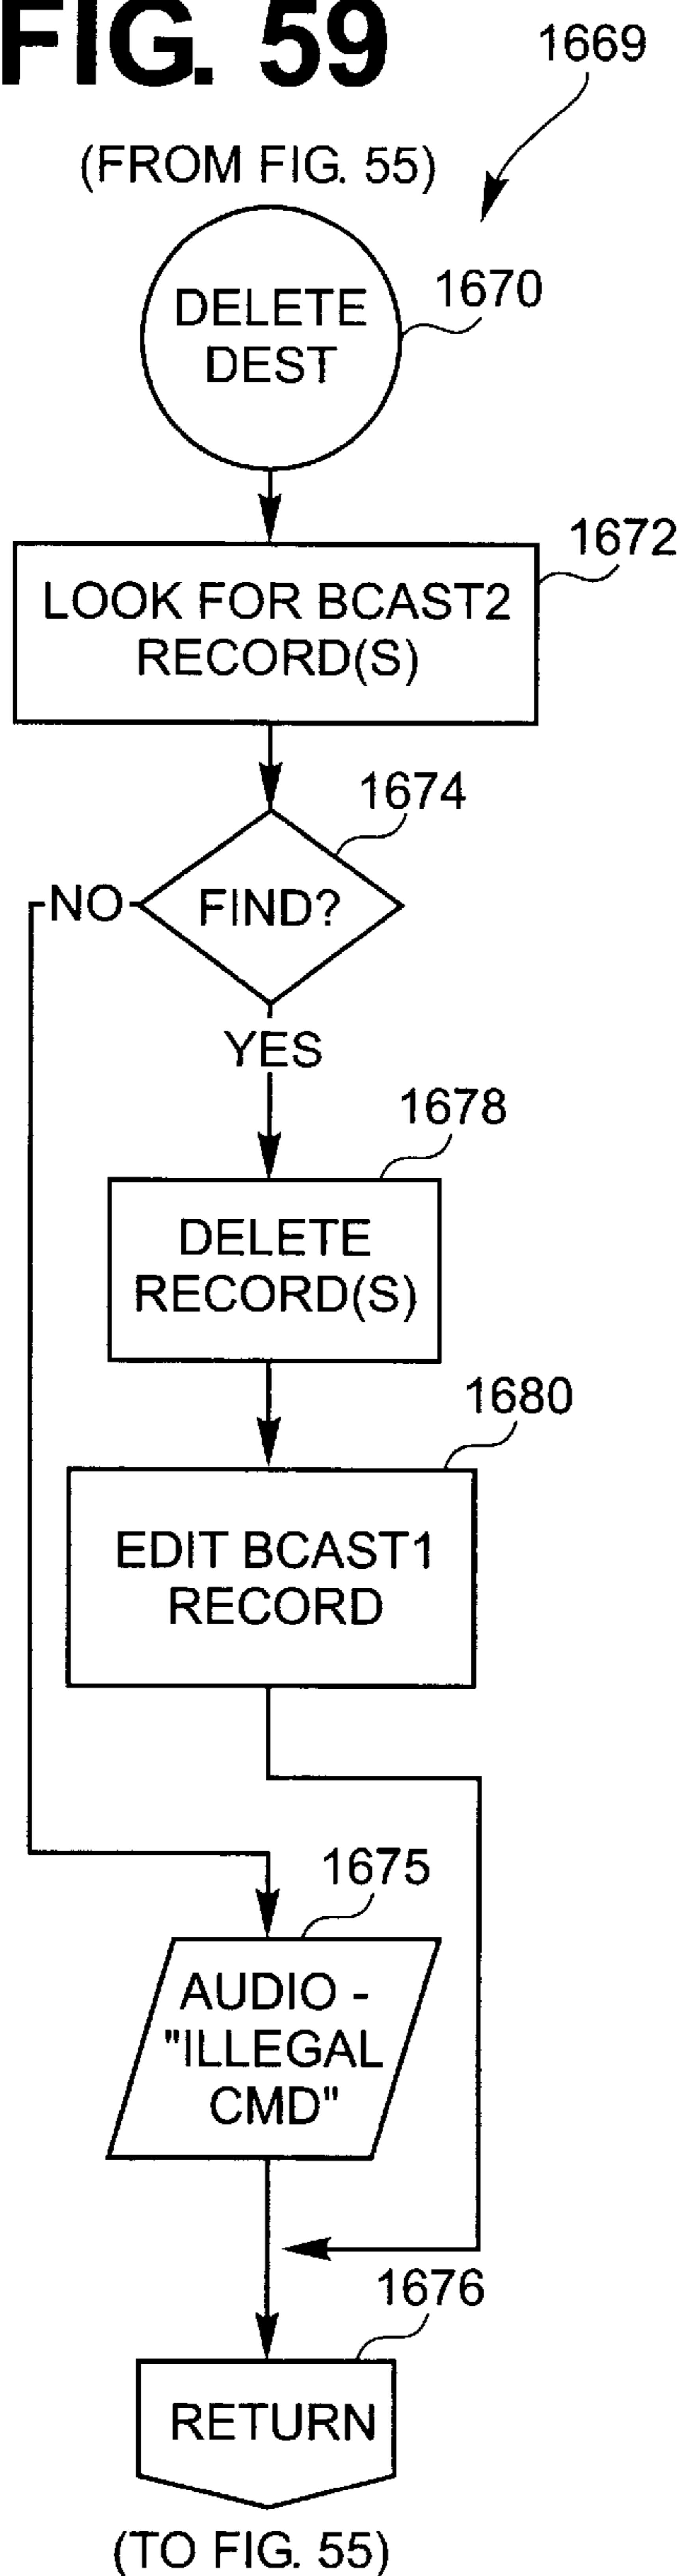 FIG. 59
1669
(FROM FIG. 55)
DELETE
DEST
1670
1672
LOOK FOR BCAST2
RECORD(S)
1674
NO
FIND?
YES
1678
DELETE
RECORD(S)
1680
EDIT BCAST1
RECORD
1675
AUDIO -
"ILLEGAL
CMD"
1676
RETURN
(TO FIG. 55)